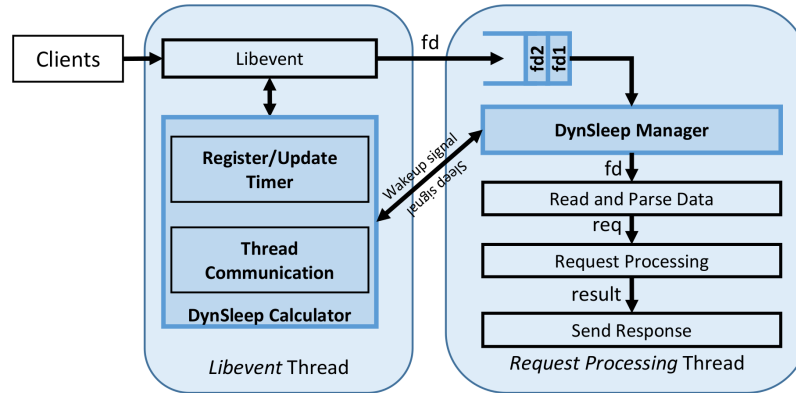 Clients
Libevent
fd
fd2
fd1
Register/Update
Timer
Thread
Communication
DynSleep Calculator
Libevent Thread
Wakeup signal
Sleep signal
DynSleep Manager
fd
Read and Parse Data
req
Request Processing
result
Send Response
Request Processing Thread